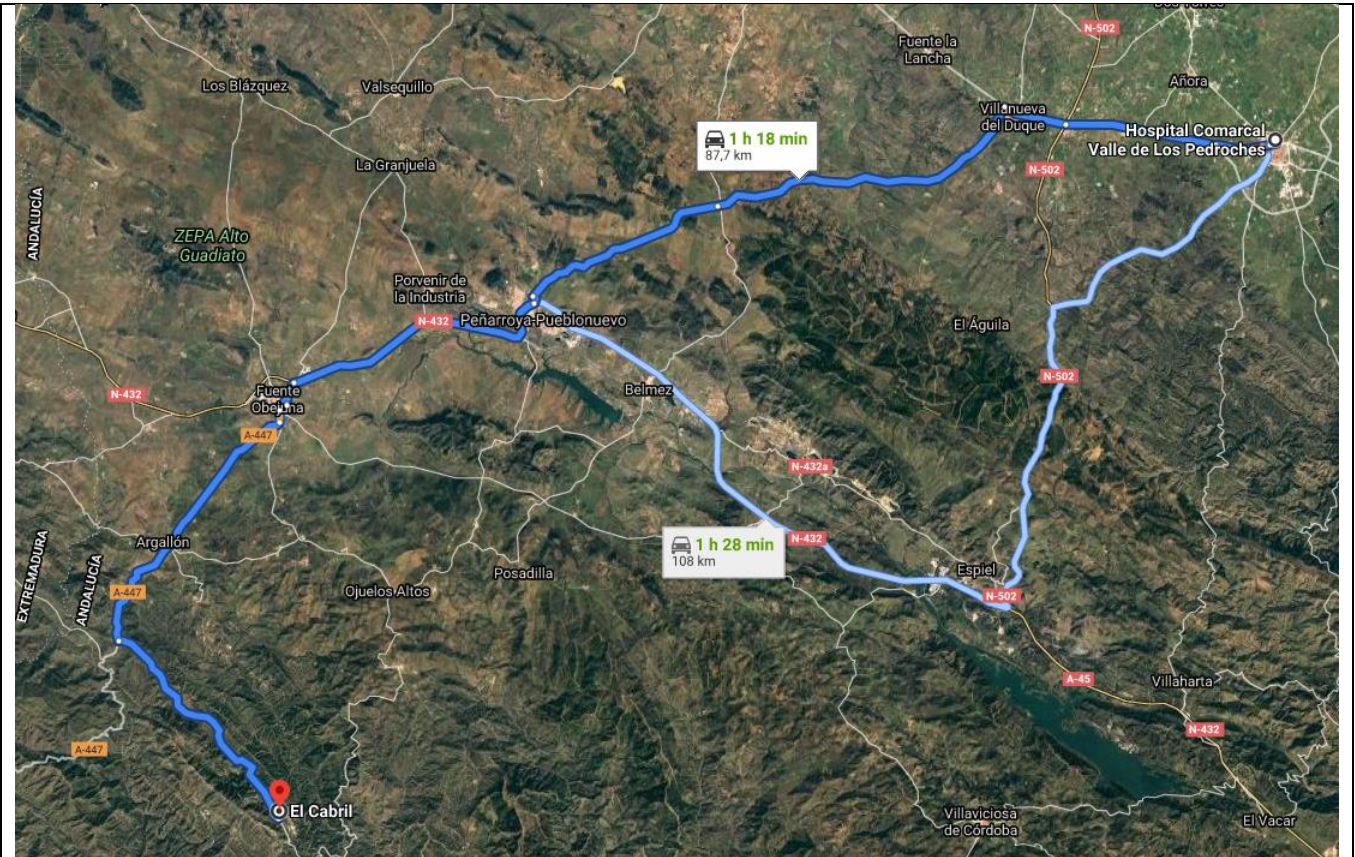 Dos Torres
N-502
Fuente la
Lancha
Los Blázquez
Valsequillo
Añora
Villanueva
del Duque
Hospital Comarcal
Valle de Los Pedroches
1 h 18 min
87,7 km
La Granjuela
N-502
ANDALUCÍA
ZEPA Alto
Guadiato
Porvenir de
la Industria
N-432
Peñarroya-Pueblonuevo
El Águila
N-502
N-432
Fuente
Obejuna
Belmez
A-447
N-432a
1 h 28 min
108 km
N-432
Argallón
Posadilla
Espiel
EXTREMADURA
ANDALUCÍA
A-447
Ojuelos Altos
N-502
A-45
Villaharta
N-432
A-447
El Cabril
Villaviciosa
de Córdoba
El Vacar